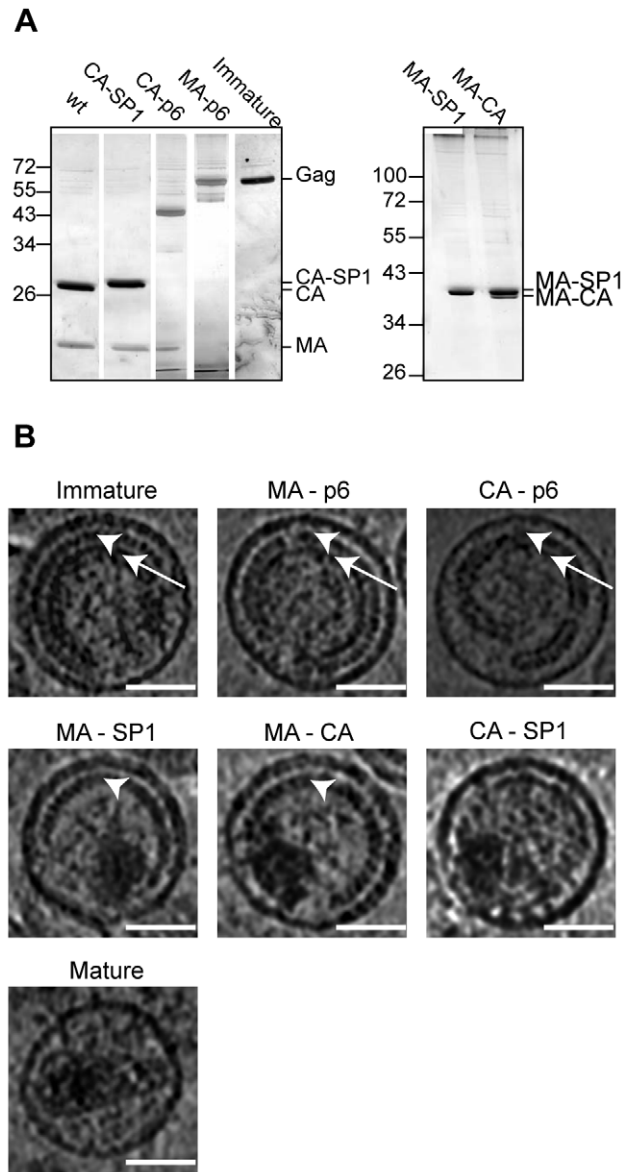 A
wt CA-SP1 CA-p6 MA-p6 Immature
72
55
43
34
26
Gag
CA-SP1
CA
MA
MA-SP1 MA-CA
100
72
55
43
34
26
MA-SP1
MA-CA
B
Immature MA - p6 CA - p6
MA - SP1 MA - CA CA - SP1
Mature